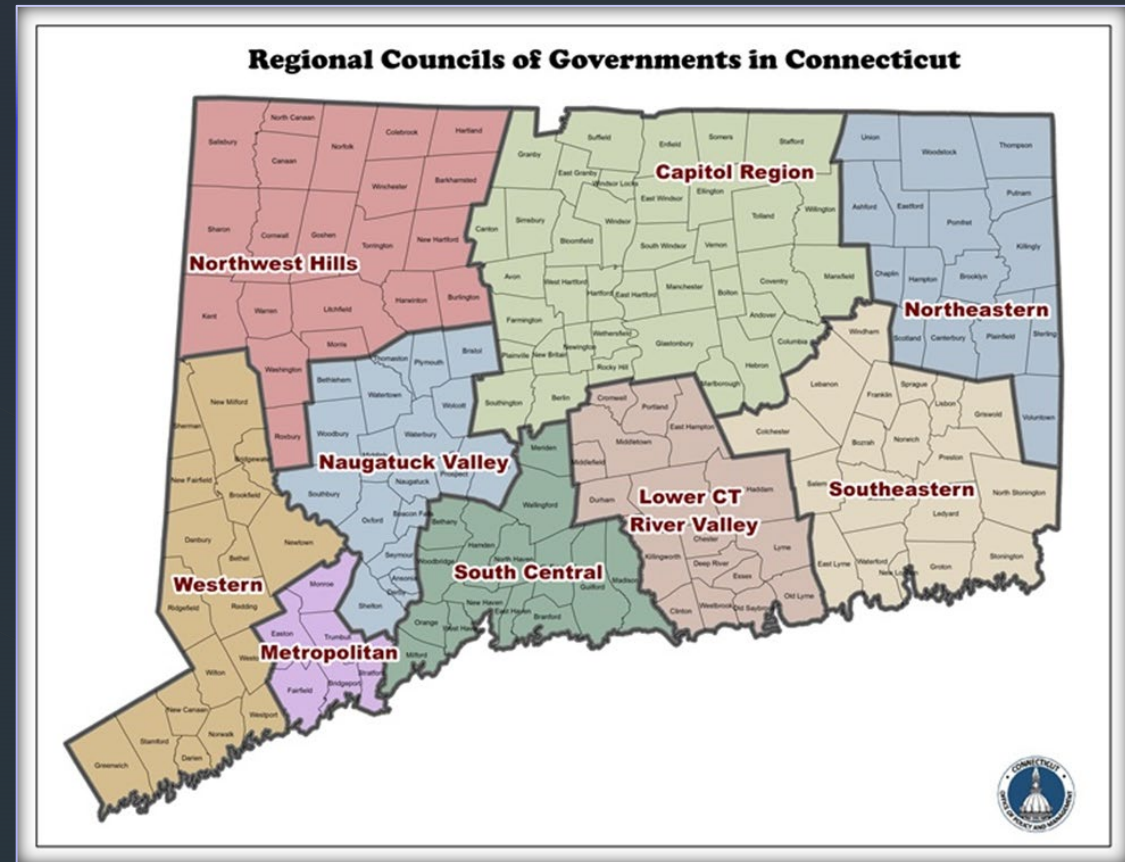 Regional Councils of Governments in Connecticut
North Canaan
Salisbury
Canaan
Norfolk
Colebrook
Hartland
Winchester
Barkhamsted
Sharon
Cornwall
Goshen
Torrington
New Hartford
Northwest Hills
Kent
Warren
Litchfield
Harwinton
Burlington
Morris
Washington
Roxbury
Suffield
Enfield
Somers
Stafford
Granby
East Granby
Windsor Locks
Capitol Region
East Windsor
Ellington
Simsbury
Windsor
Tolland
Willington
Canton
Bloomfield
South Windsor
Vernon
Avon
West Hartford
Hartford
East Hartford
Manchester
Bolton
Coventry
Mansfield
Farmington
Andover
Wethersfield
Newington
Glastonbury
Columbia
Plainville
New Britain
Rocky Hill
Hebron
Marlborough
Southington
Berlin
Union
Woodstock
Thompson
Putnam
Ashford
Eastford
Pomfret
Killingly
Chaplin
Hampton
Brooklyn
Northeastern
Scotland
Canterbury
Plainfield
Sterling
Voluntown
Thomaston
Plymouth
Bristol
Bethlehem
Watertown
Wolcott
Woodbury
Waterbury
Naugatuck Valley
Prospect
Naugatuck
Southbury
Oxford
Beacon Falls
Seymour
Ansonia
Derby
Shelton
New Milford
Sherman
Bridgewater
New Fairfield
Brookfield
Danbury
Bethel
Newtown
Western
Ridgefield
Redding
Wilton
Weston
New Canaan
Westport
Stamford
Norwalk
Darien
Greenwich
Monroe
Easton
Trumbull
Metropolitan
Fairfield
Bridgeport
Stratford
Meriden
Wallingford
Bethany
Hamden
Woodbridge
North Haven
South Central
Guilford
Madison
New Haven
East Haven
Branford
Orange
West Haven
Milford
Cromwell
Portland
East Hampton
Middletown
Middlefield
Durham
Haddam
Lower CT
River Valley
Chester
Killingworth
Deep River
Lyme
Essex
Clinton
Westbrook
Old Saybrook
Old Lyme
Windham
Lebanon
Sprague
Franklin
Lisbon
Griswold
Colchester
Bozrah
Norwich
Preston
Salem
Southeastern
North Stonington
Ledyard
East Lyme
Waterford
New London
Groton
Stonington
CONNECTICUT
OFFICE OF POLICY AND MANAGEMENT